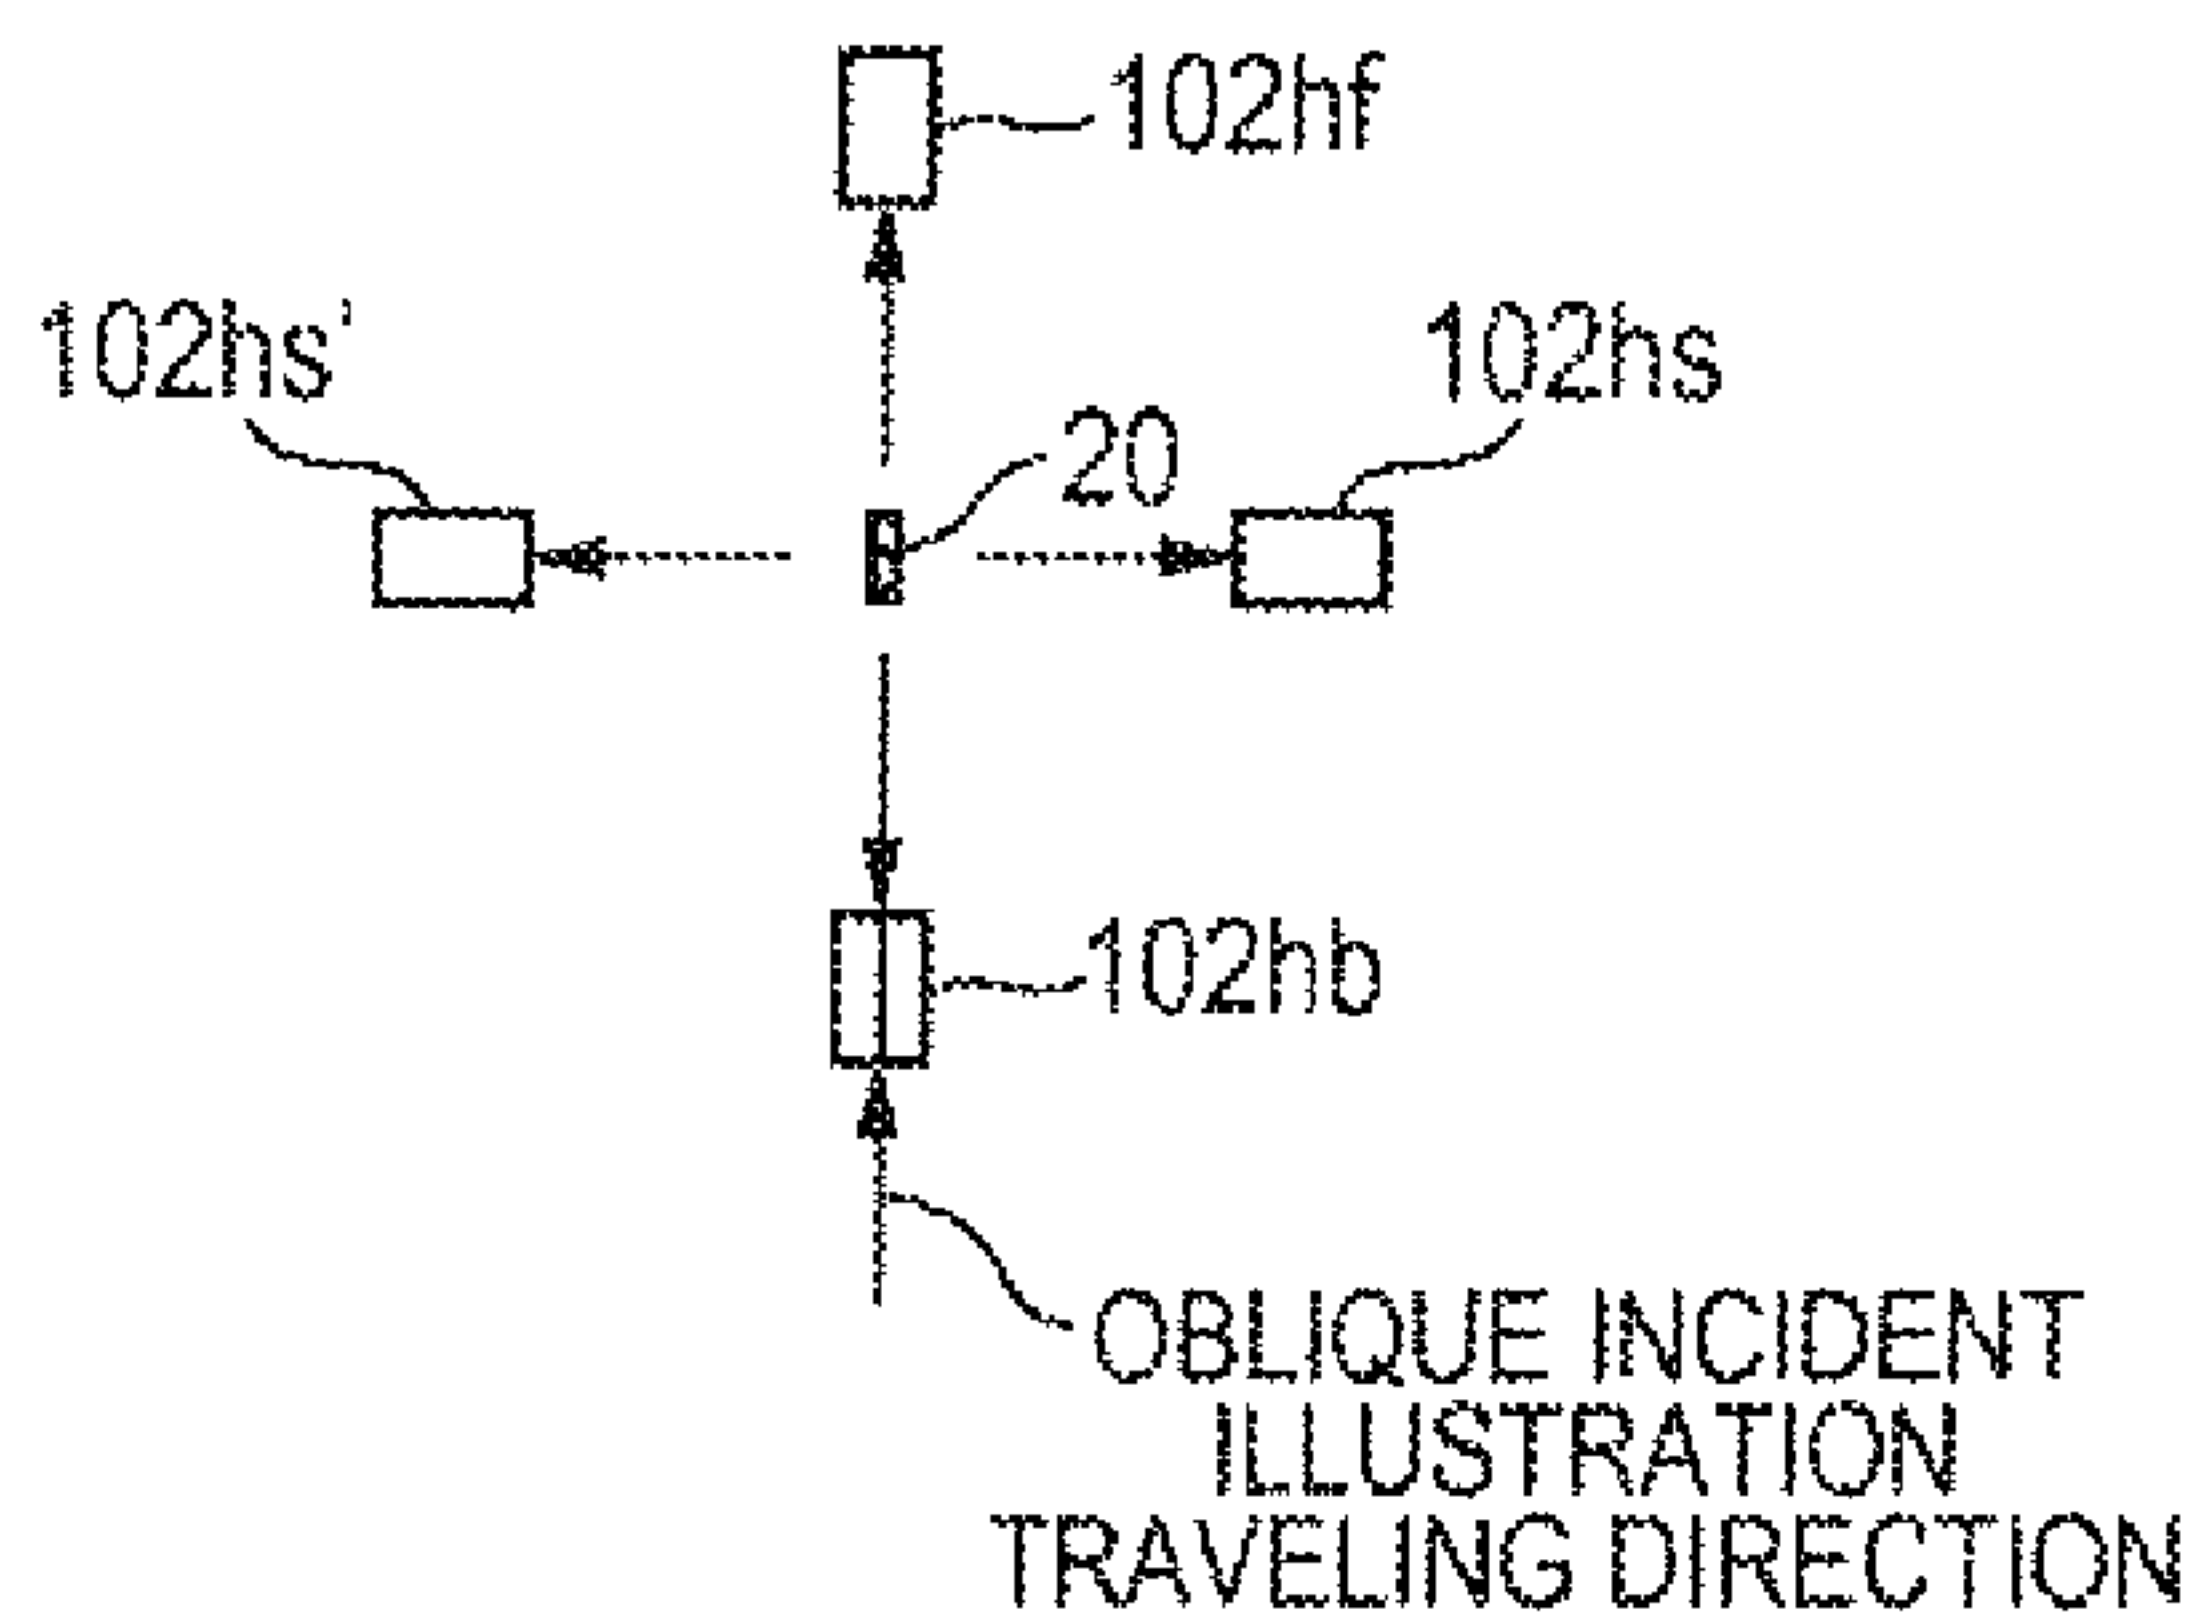 102hf
102hs'
102hs
20
102hb
OBLIQUE INCIDENT
ILLUSTRATION
TRAVELING DIRECTION